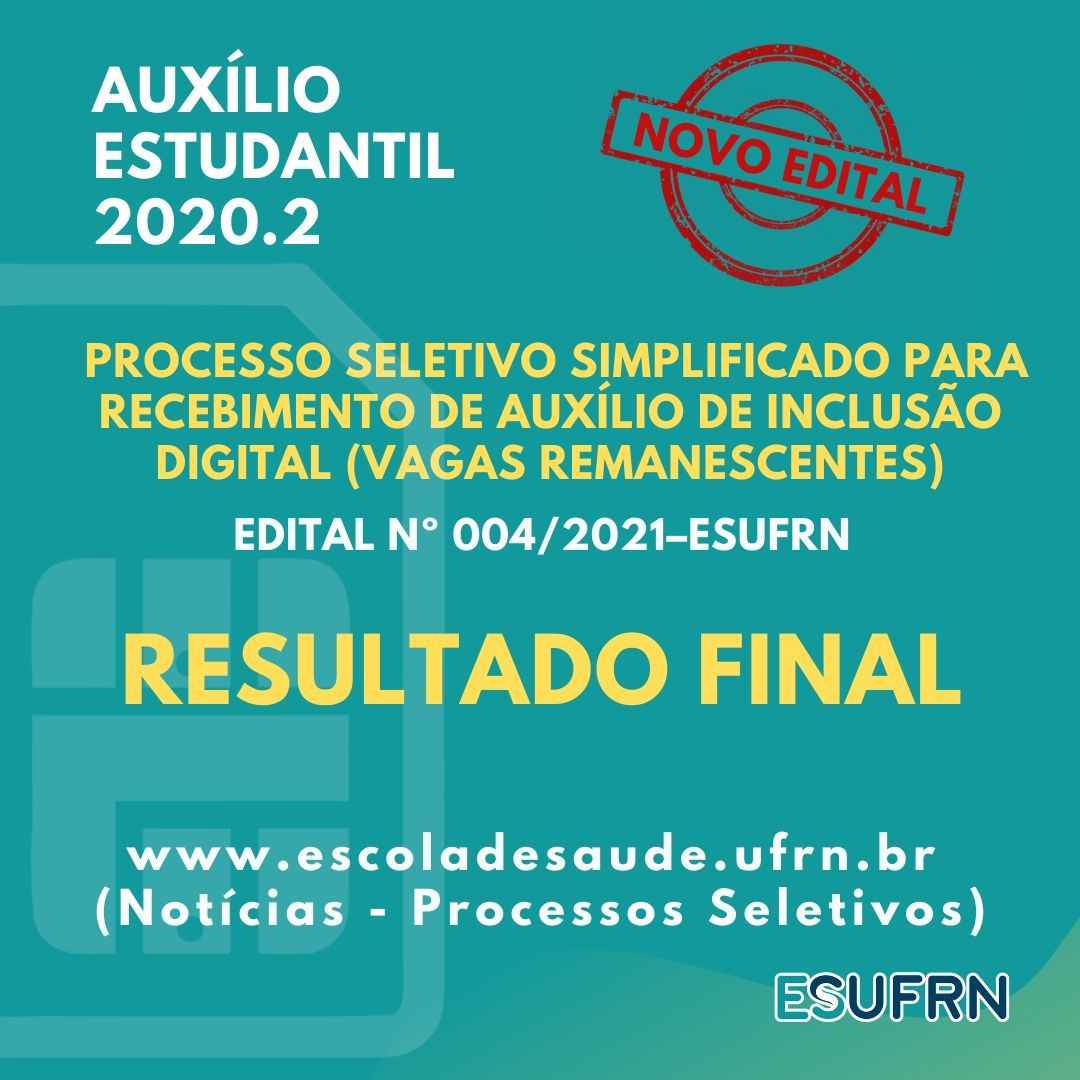 AUXÍLIO
ESTUDANTIL
2020.2
NOVO EDITAL
PROCESSO SELETIVO SIMPLIFICADO PARA
RECEBIMENTO DE AUXÍLIO DE INCLUSÃO
DIGITAL (VAGAS REMANESCENTES)
EDITAL Nº 004/2021–ESUFRN
RESULTADO FINAL
www.escoladesaude.ufrn.br
(Notícias - Processos Seletivos)
ESUFRN